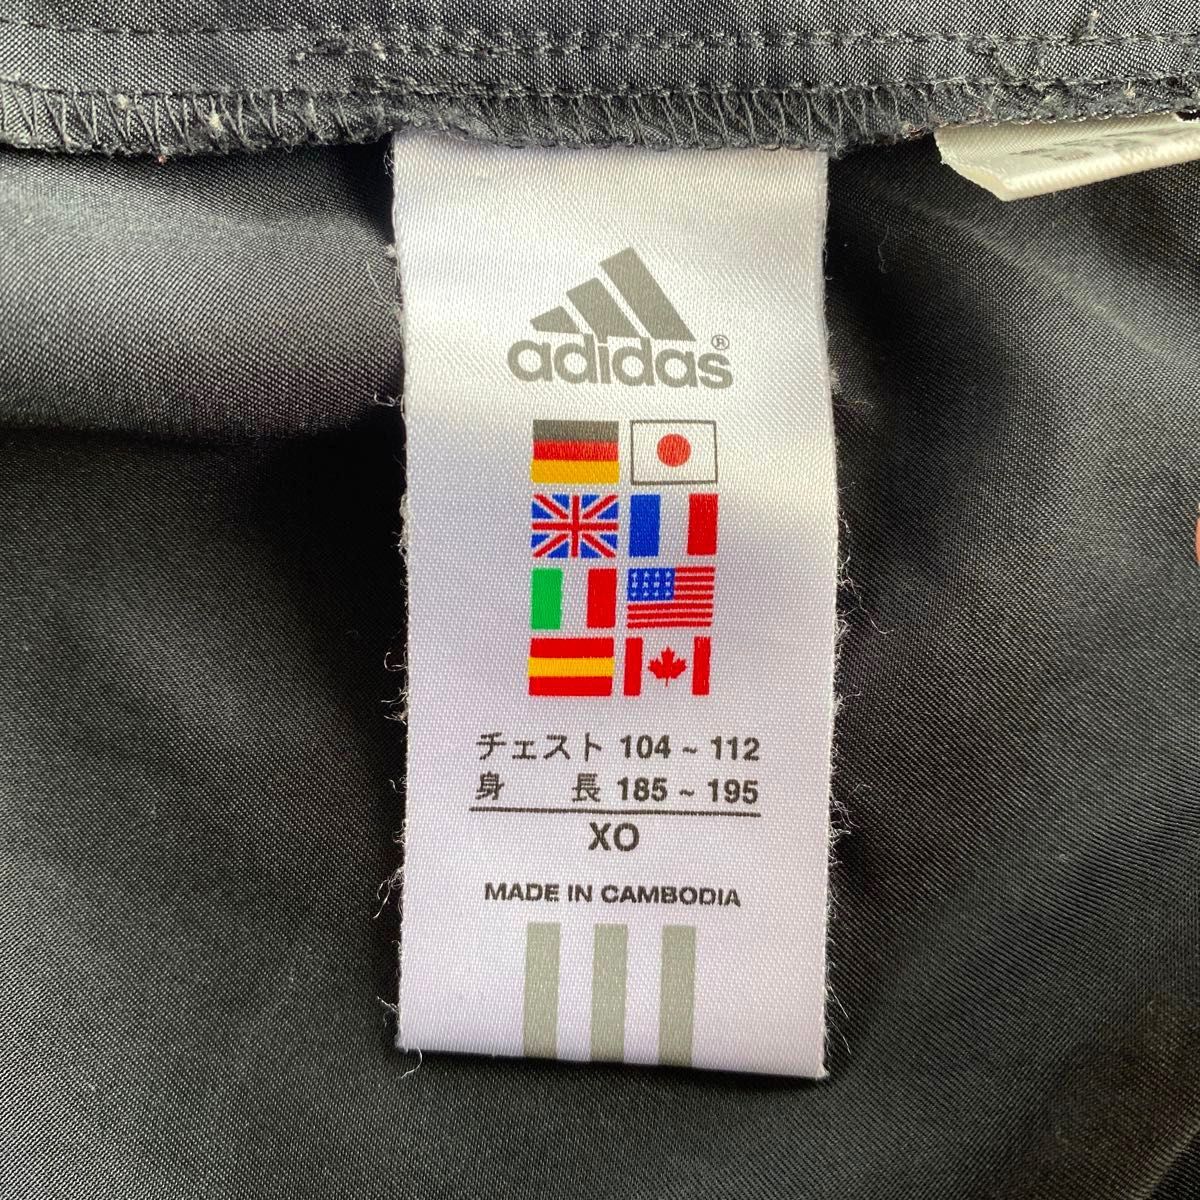 adidas®
チェスト 104 ~ 112
身 長 185 ~ 195
XO
MADE IN CAMBODIA